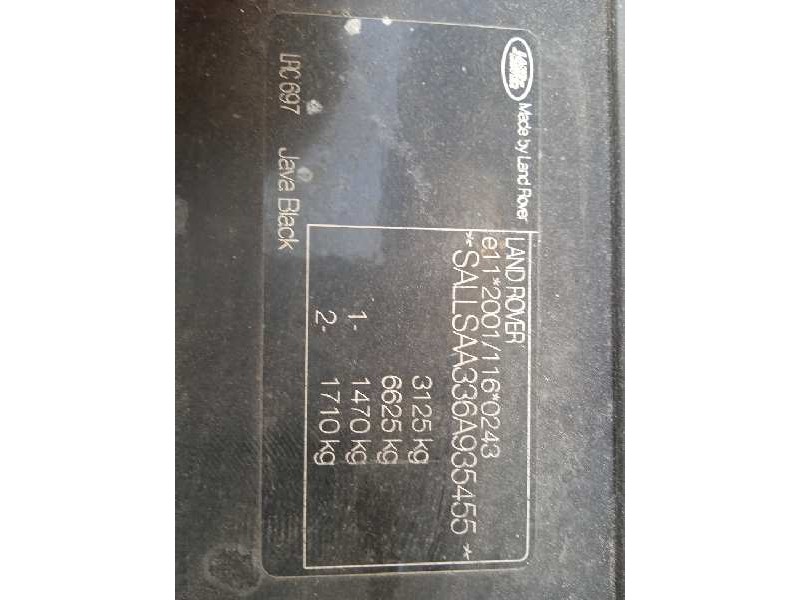 LAND ROVER
Made by Land Rover
LAND ROVER
e11*2001/116*0243
*SALLSAA336A935455*
3125 kg
6625 kg
1- 1470 kg
2- 1710 kg
LRC 697 Java Black